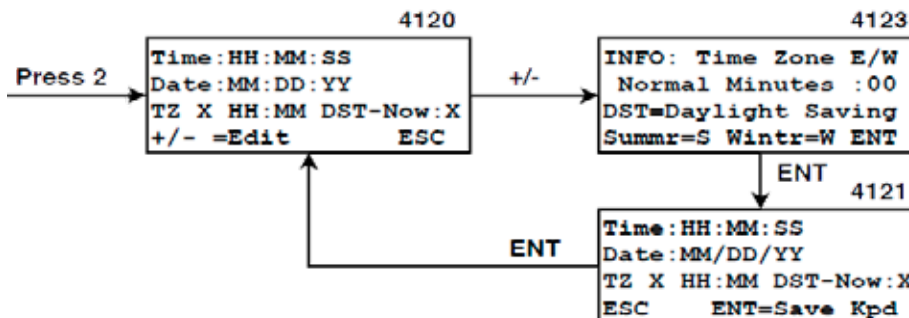 4120
Time:HH:MM:SS
Date:MM:DD:YY
TZ X HH:MM DST-Now:X
+/- =Edit ESC
Press 2
+/-
4123
INFO: Time Zone E/W
Normal Minutes :00
DST=Daylight Saving
Summr=S Wintr=W ENT
ENT
4121
Time:HH:MM:SS
Date:MM/DD/YY
TZ X HH:MM DST-Now:X
ESC ENT=Save Kpd
ENT